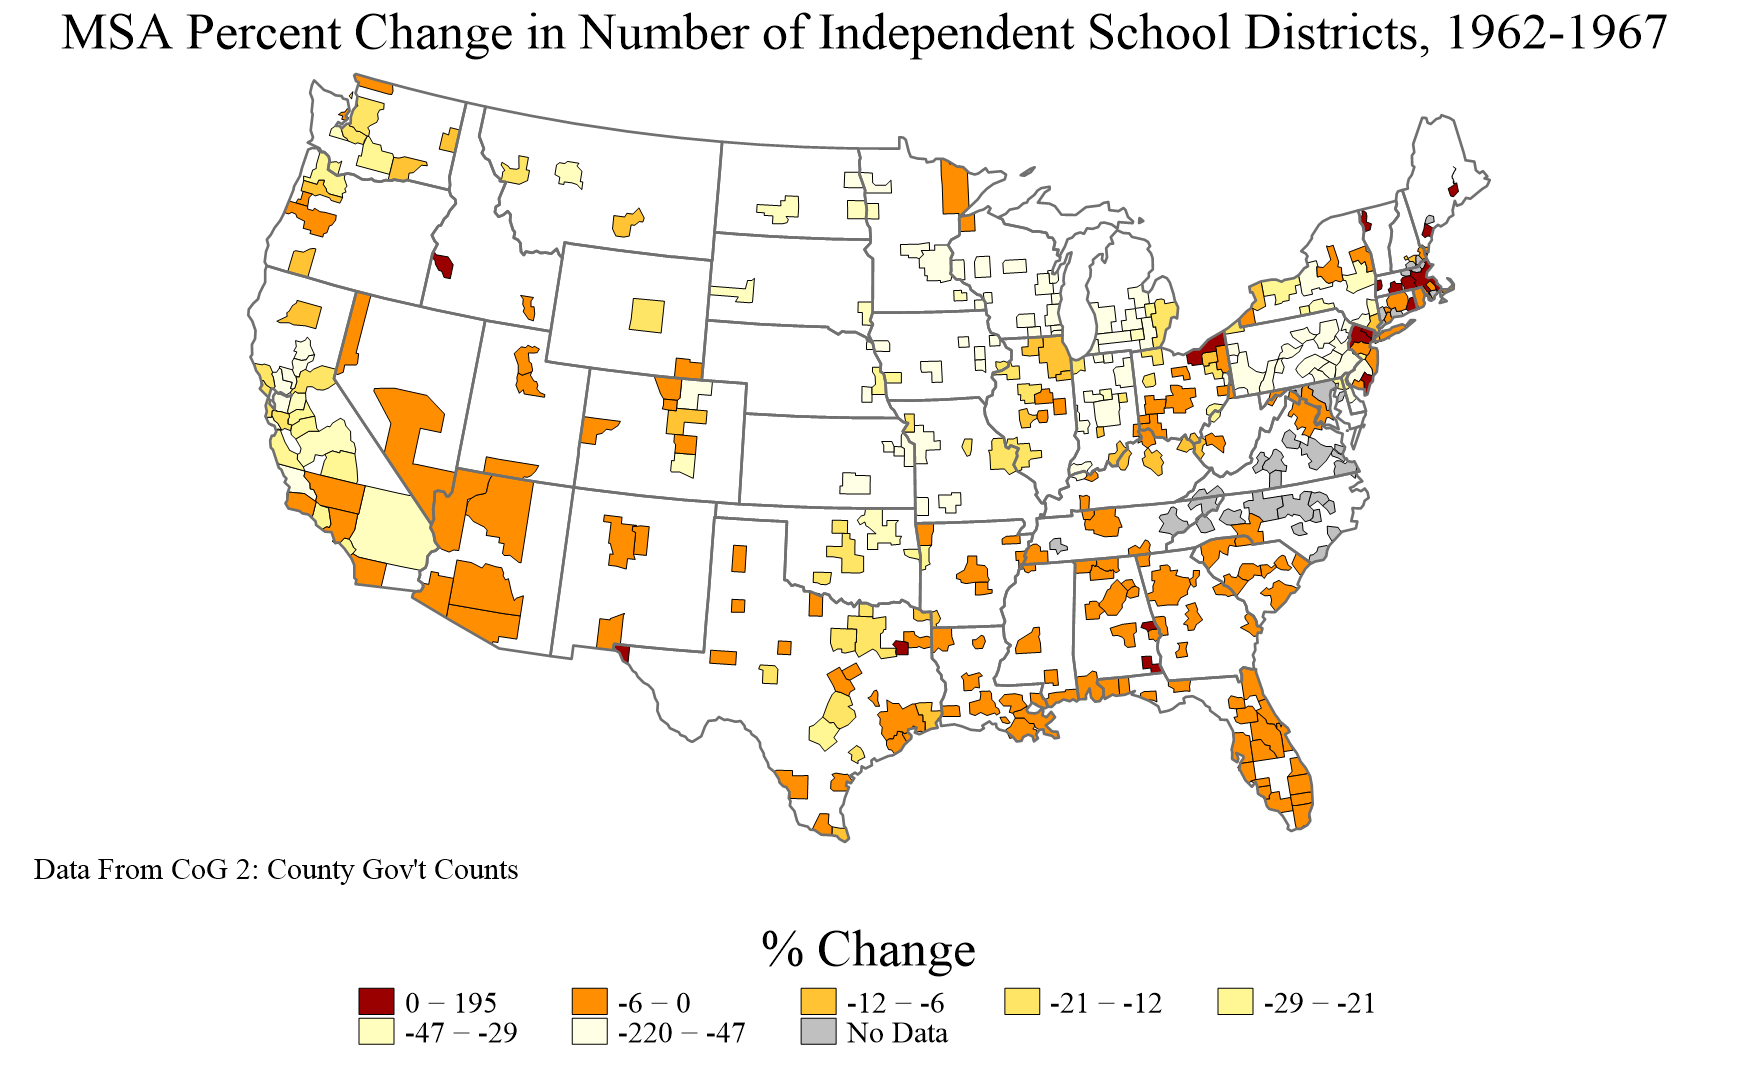 MSA Percent Change in Number of Independent School Districts, 1962-1967
Data From CoG 2: County Gov't Counts
% Change
0 − 195
-6 − 0
-12 − -6
-21 − -12
-29 − -21
-47 − -29
-220 − -47
No Data